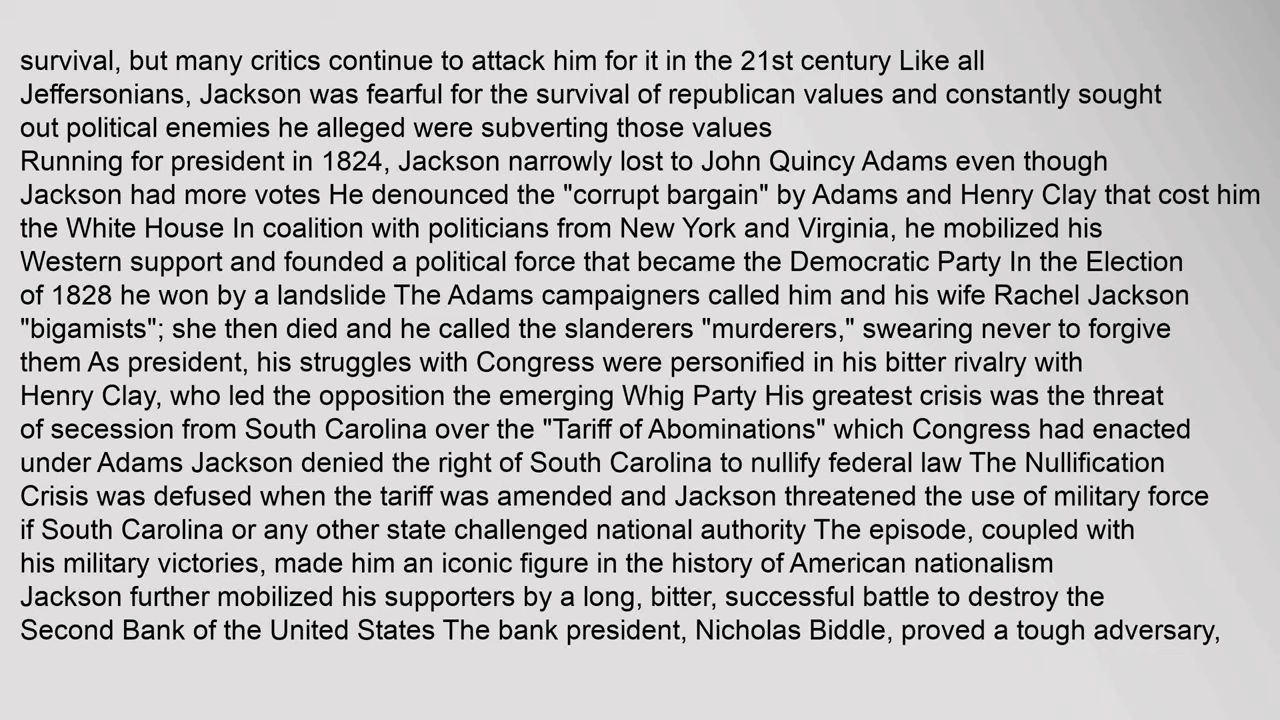 survival, but many critics continue to attack him for it in the 21st century Like all
Jeffersonians, Jackson was fearful for the survival of republican values and constantly sought
out political enemies he alleged were subverting those values
Running for president in 1824, Jackson narrowly lost to John Quincy Adams even though
Jackson had more votes He denounced the "corrupt bargain" by Adams and Henry Clay that cost him
the White House In coalition with politicians from New York and Virginia, he mobilized his
Western support and founded a political force that became the Democratic Party In the Election
of 1828 he won by a landslide The Adams campaigners called him and his wife Rachel Jackson
"bigamists"; she then died and he called the slanderers "murderers," swearing never to forgive
them As president, his struggles with Congress were personified in his bitter rivalry with
Henry Clay, who led the opposition the emerging Whig Party His greatest crisis was the threat
of secession from South Carolina over the "Tariff of Abominations" which Congress had enacted
under Adams Jackson denied the right of South Carolina to nullify federal law The Nullification
Crisis was defused when the tariff was amended and Jackson threatened the use of military force
if South Carolina or any other state challenged national authority The episode, coupled with
his military victories, made him an iconic figure in the history of American nationalism
Jackson further mobilized his supporters by a long, bitter, successful battle to destroy the
Second Bank of the United States The bank president, Nicholas Biddle, proved a tough adversary,